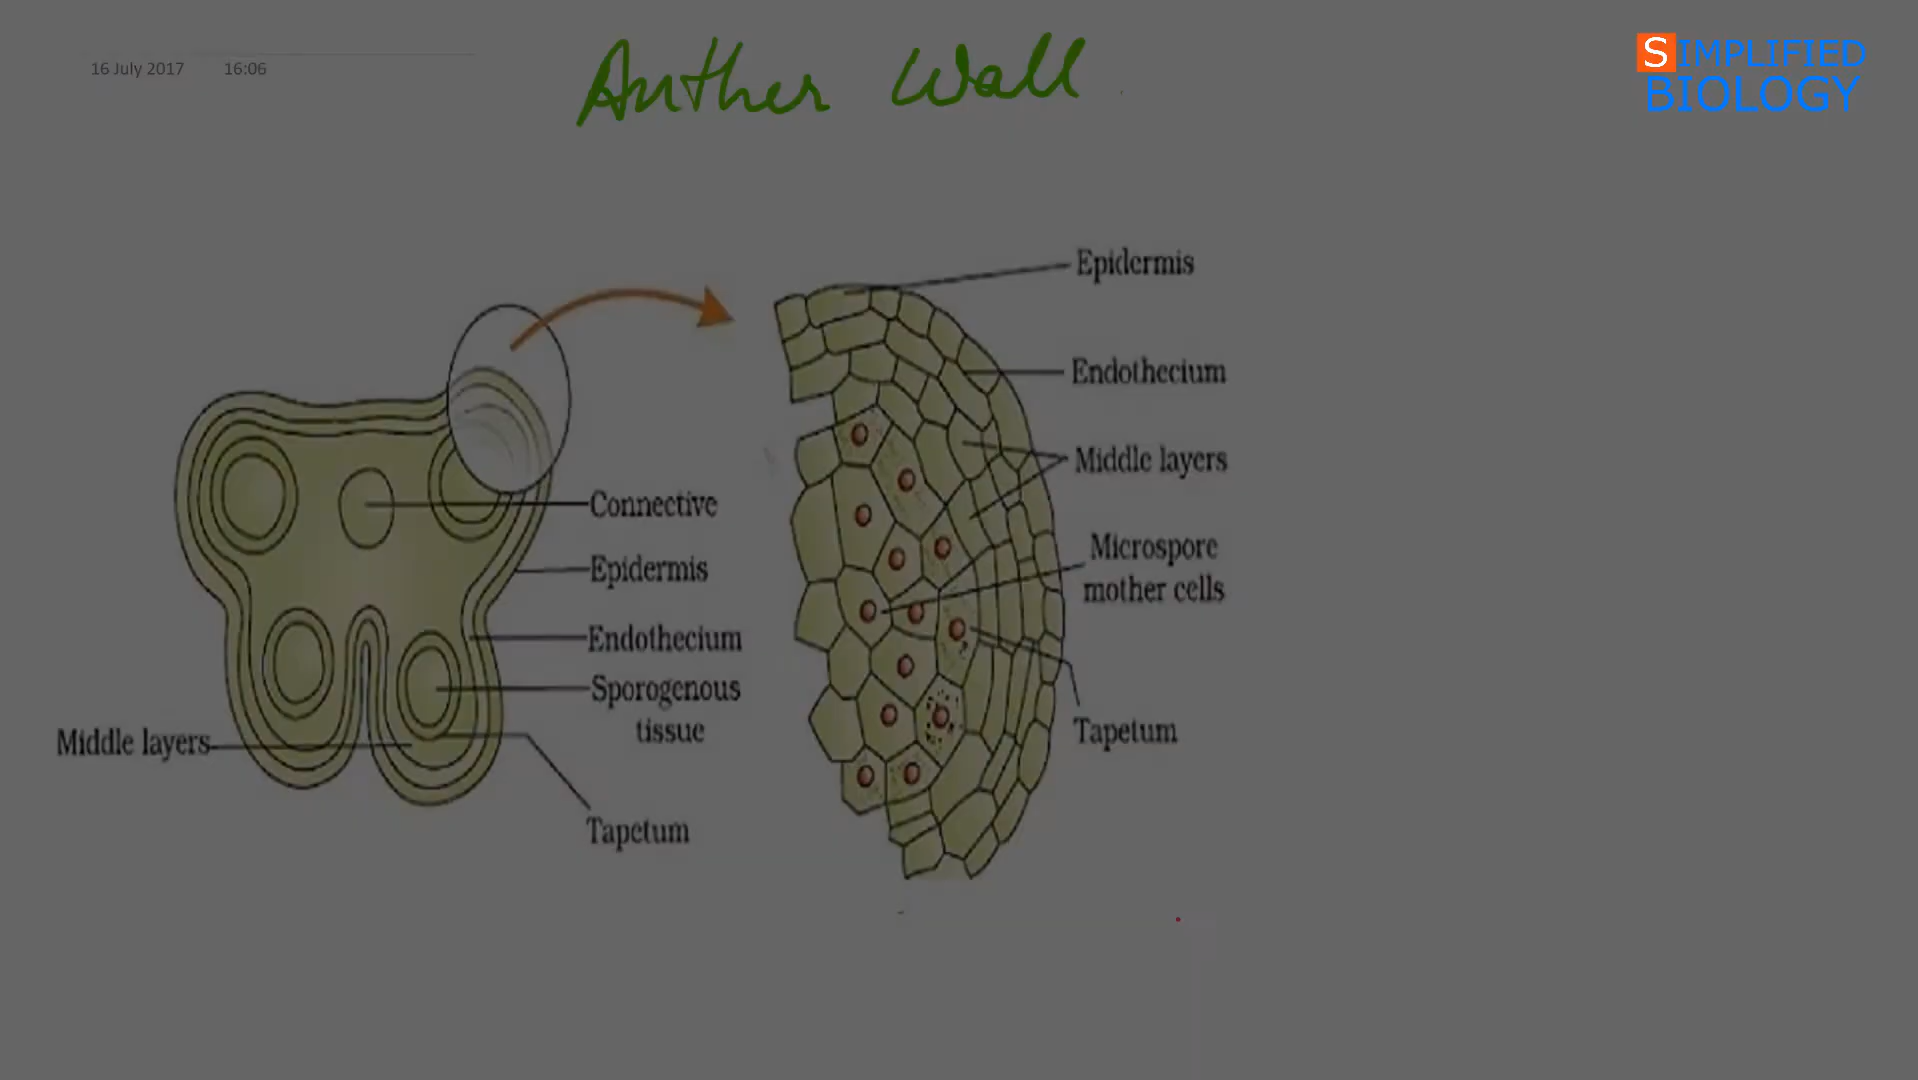 16 July 2017 16:06
Anther Wall
SIMPLIFIED
BIOLOGY
Connective
Epidermis
Endothecium
Sporogenous
tissue
Middle layers
Tapetum
Epidermis
Endothecium
Middle layers
Microspore
mother cells
Tapetum